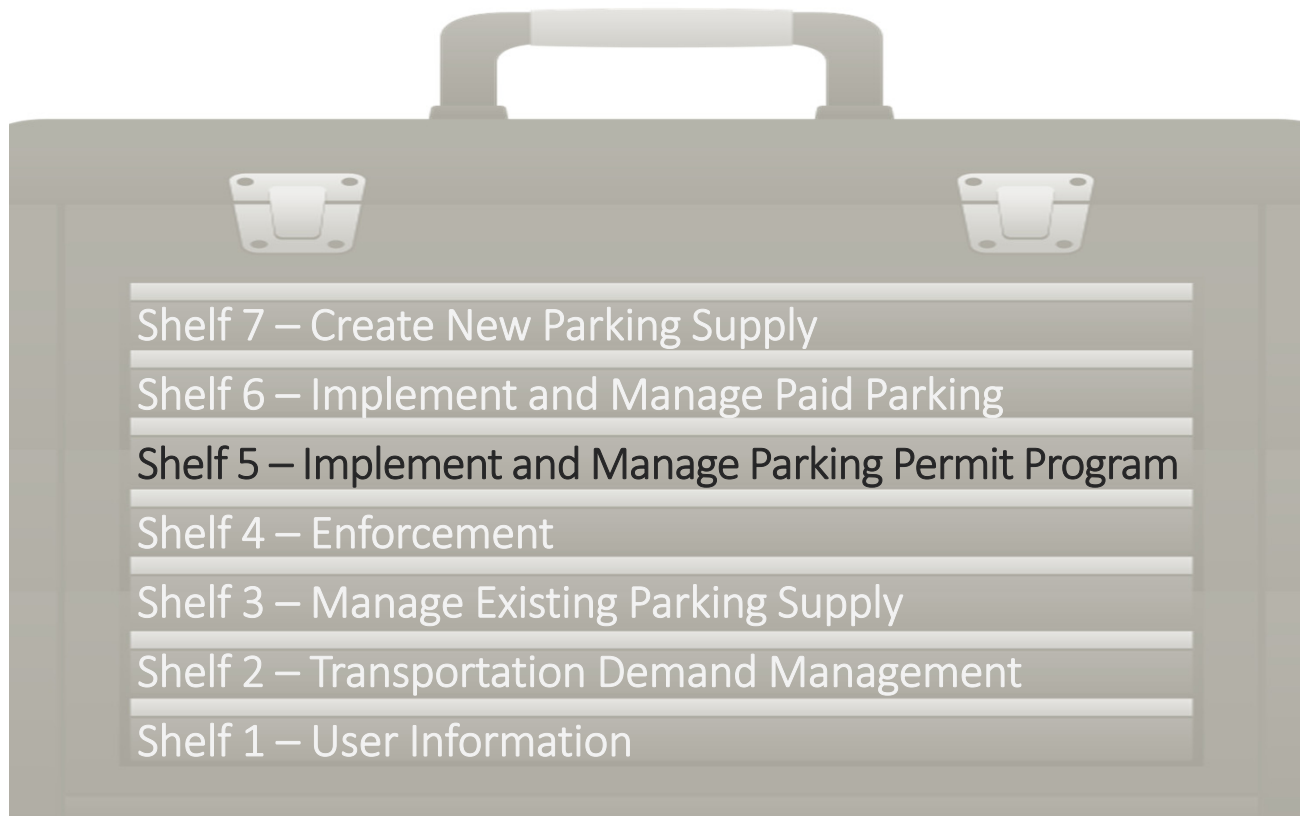 Shelf 7 – Create New Parking Supply
Shelf 6 – Implement and Manage Paid Parking
Shelf 5 – Implement and Manage Parking Permit Program
Shelf 4 – Enforcement
Shelf 3 – Manage Existing Parking Supply
Shelf 2 – Transportation Demand Management
Shelf 1 – User Information